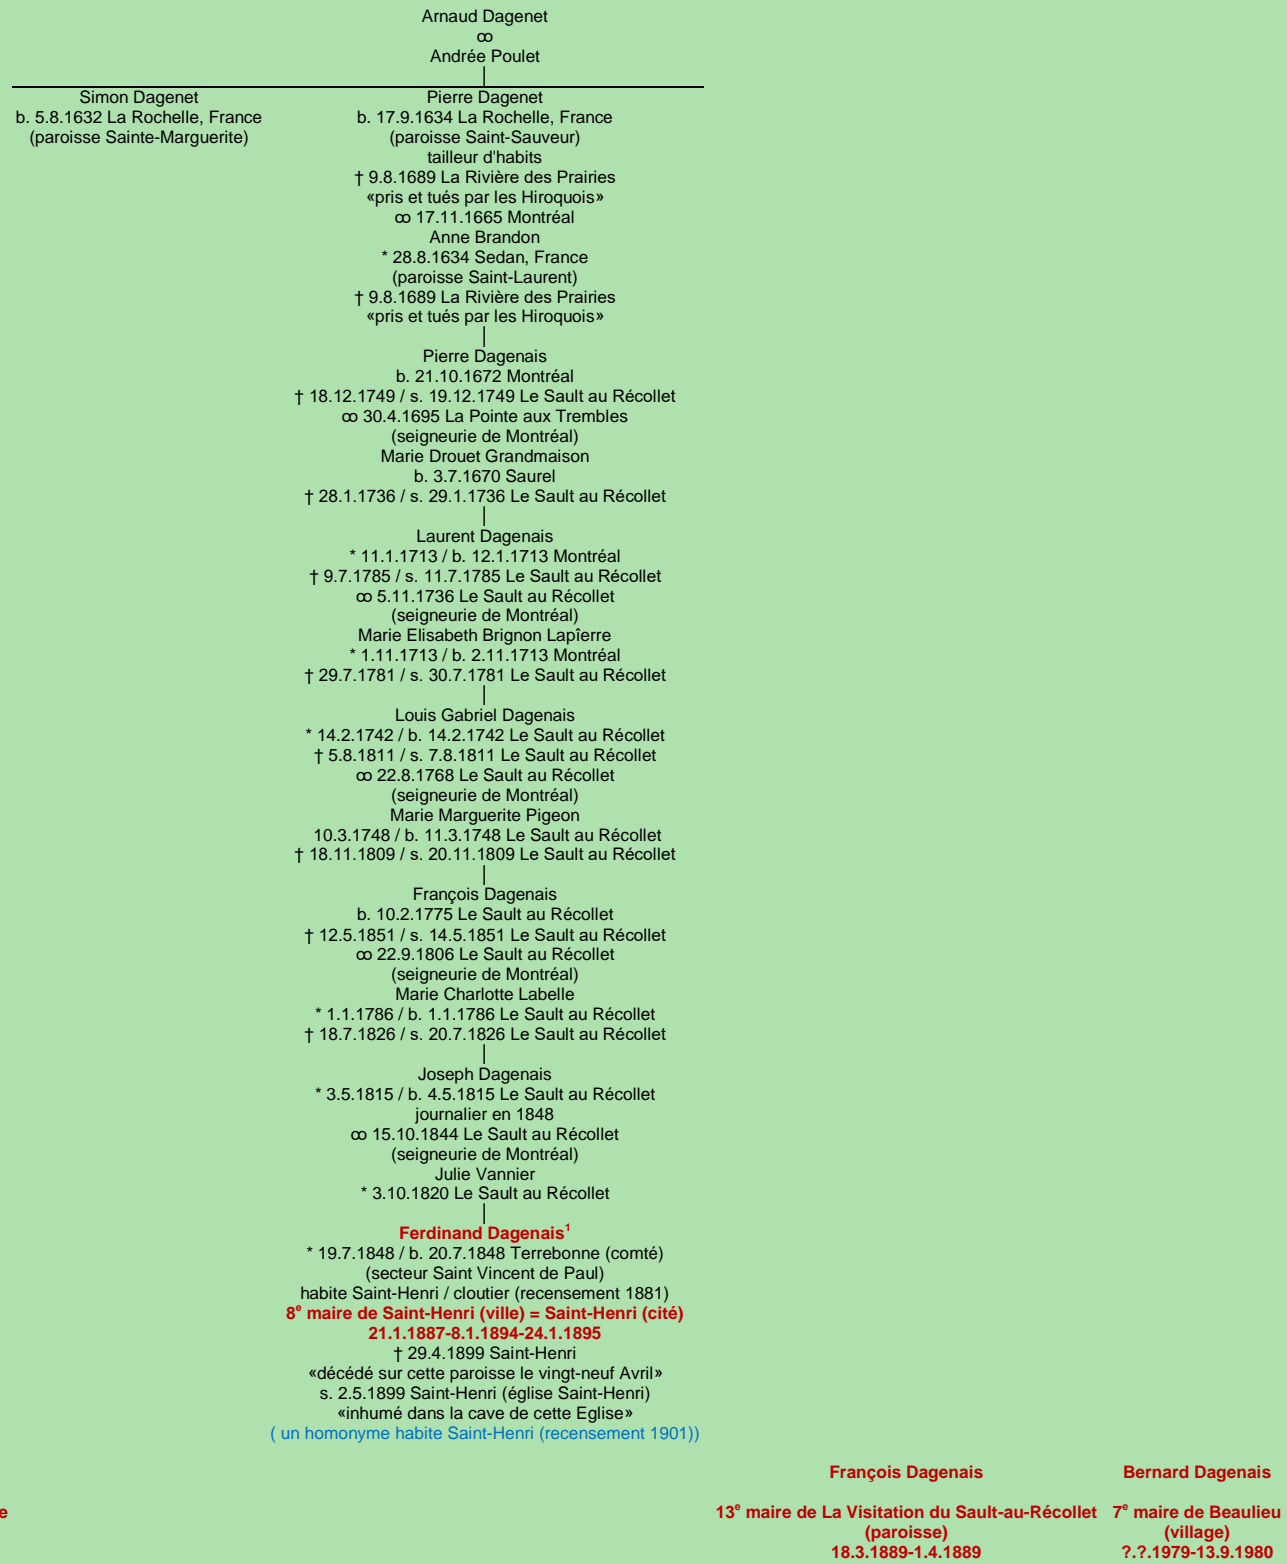 Arnaud Dagenet
ꝏ
Andrée Poulet
Simon Dagenet
b. 5.8.1632 La Rochelle, France
(paroisse Sainte-Marguerite)
Pierre Dagenet
b. 17.9.1634 La Rochelle, France
(paroisse Saint-Sauveur)
tailleur d'habits
† 9.8.1689 La Rivière des Prairies
«pris et tués par les Hiroquois»
ꝏ 17.11.1665 Montréal
Anne Brandon
* 28.8.1634 Sedan, France
(paroisse Saint-Laurent)
† 9.8.1689 La Rivière des Prairies
«pris et tués par les Hiroquois»
Pierre Dagenais
b. 21.10.1672 Montréal
† 18.12.1749 / s. 19.12.1749 Le Sault au Récollet
ꝏ 30.4.1695 La Pointe aux Trembles
(seigneurie de Montréal)
Marie Drouet Grandmaison
b. 3.7.1670 Saurel
† 28.1.1736 / s. 29.1.1736 Le Sault au Récollet
Laurent Dagenais
* 11.1.1713 / b. 12.1.1713 Montréal
† 9.7.1785 / s. 11.7.1785 Le Sault au Récollet
ꝏ 5.11.1736 Le Sault au Récollet
(seigneurie de Montréal)
Marie Elisabeth Brignon Lapîerre
* 1.11.1713 / b. 2.11.1713 Montréal
† 29.7.1781 / s. 30.7.1781 Le Sault au Récollet
Louis Gabriel Dagenais
* 14.2.1742 / b. 14.2.1742 Le Sault au Récollet
† 5.8.1811 / s. 7.8.1811 Le Sault au Récollet
ꝏ 22.8.1768 Le Sault au Récollet
(seigneurie de Montréal)
Marie Marguerite Pigeon
10.3.1748 / b. 11.3.1748 Le Sault au Récollet
† 18.11.1809 / s. 20.11.1809 Le Sault au Récollet
François Dagenais
b. 10.2.1775 Le Sault au Récollet
† 12.5.1851 / s. 14.5.1851 Le Sault au Récollet
ꝏ 22.9.1806 Le Sault au Récollet
(seigneurie de Montréal)
Marie Charlotte Labelle
* 1.1.1786 / b. 1.1.1786 Le Sault au Récollet
† 18.7.1826 / s. 20.7.1826 Le Sault au Récollet
Joseph Dagenais
* 3.5.1815 / b. 4.5.1815 Le Sault au Récollet
journalier en 1848
ꝏ 15.10.1844 Le Sault au Récollet
(seigneurie de Montréal)
Julie Vannier
* 3.10.1820 Le Sault au Récollet
Ferdinand Dagenais¹
* 19.7.1848 / b. 20.7.1848 Terrebonne (comté)
(secteur Saint Vincent de Paul)
habite Saint-Henri / cloutier (recensement 1881)
8e maire de Saint-Henri (ville) = Saint-Henri (cité)
21.1.1887-8.1.1894-24.1.1895
† 29.4.1899 Saint-Henri
«décédé sur cette paroisse le vingt-neuf Avril»
s. 2.5.1899 Saint-Henri (église Saint-Henri)
«inhumé dans la cave de cette Eglise»
( un homonyme habite Saint-Henri (recensement 1901))
e
François Dagenais
13e maire de La Visitation du Sault-au-Récollet
(paroisse)
18.3.1889-1.4.1889
Bernard Dagenais
7e maire de Beaulieu
(village)
?.?.1979-13.9.1980